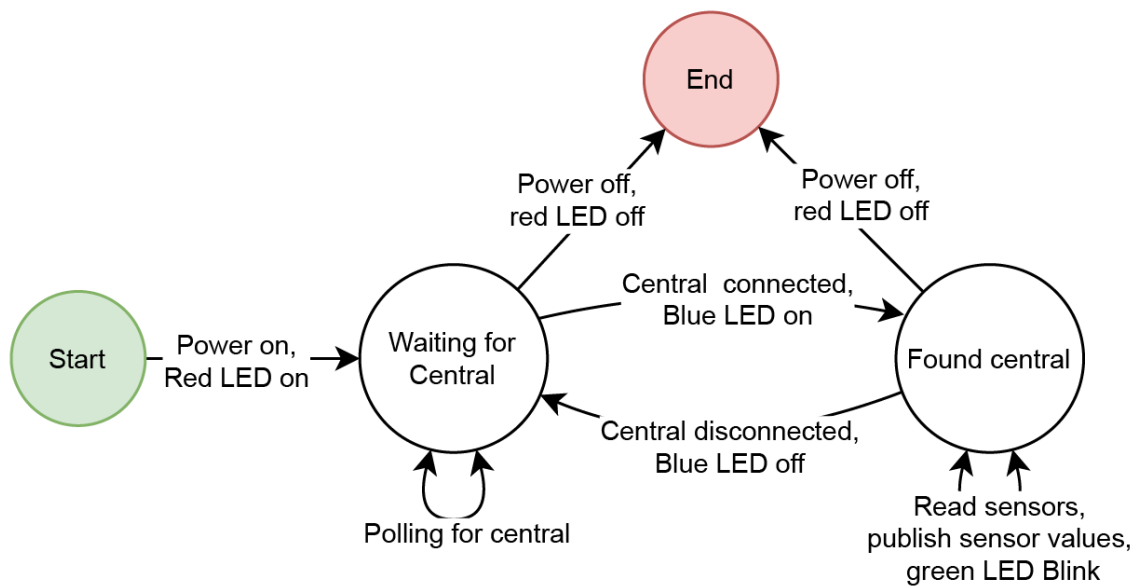 End
Power off,
red LED off
Power off,
red LED off
Central connected,
Blue LED on
Start
Power on,
Red LED on
Waiting for
Central
Found central
Central disconnected,
Blue LED off
Polling for central
Read sensors,
publish sensor values,
green LED Blink